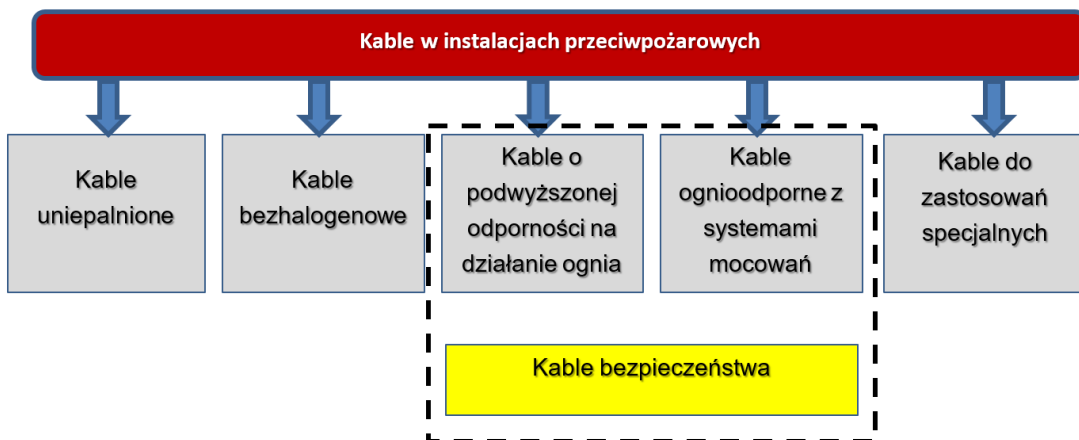 Kable w instalacjach przeciwpożarowych
Kable
uniepalnione
Kable
bezhalogenowe
Kable o
podwyższonej
odporności na
działanie ognia
Kable
ognioodporne z
systemami
mocowań
Kable do
zastosowań
specjalnych
Kable bezpieczeństwa